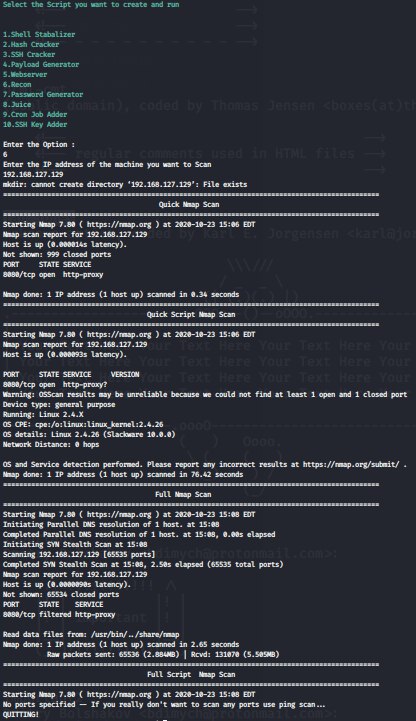 Select the Script you want to create and run
1.Shell Stabalizer
2.Hash Cracker
3.SSH Cracker
4.Payload Generator
5.Webserver
6.Recon
7.Password Generator
8.Juice
9.Cron Job Adder
10.SSH Key Adder
Enter the Option :
6
Enter the IP address of the machine you want to Scan
192.168.127.129
mkdir: cannot create directory ‘192.168.127.129’: File exists
Quick Nmap Scan
Starting Nmap 7.80 ( https://nmap.org ) at 2020-10-23 15:06 EDT
Nmap scan report for 192.168.127.129
Host is up (0.000014s latency).
Not shown: 999 closed ports
PORT STATE SERVICE
8080/tcp open http-proxy
Nmap done: 1 IP address (1 host up) scanned in 0.34 seconds
Quick Script Nmap Scan
Starting Nmap 7.80 ( https://nmap.org ) at 2020-10-23 15:06 EDT
Nmap scan report for 192.168.127.129
Host is up (0.000093s latency).
PORT STATE SERVICE VERSION
8080/tcp open http-proxy?
Warning: OSScan results may be unreliable because we could not find at least 1 open and 1 closed port
Device type: general purpose
Running: Linux 2.4.X
OS CPE: cpe:/o:linux:linux_kernel:2.4.26
OS details: Linux 2.4.26 (Slackware 10.0.0)
Network Distance: 0 hops
OS and Service detection performed. Please report any incorrect results at https://nmap.org/submit/ .
Nmap done: 1 IP address (1 host up) scanned in 76.42 seconds
Full Nmap Scan
Starting Nmap 7.80 ( https://nmap.org ) at 2020-10-23 15:08 EDT
Initiating Parallel DNS resolution of 1 host. at 15:08
Completed Parallel DNS resolution of 1 host. at 15:08, 0.00s elapsed
Initiating SYN Stealth Scan at 15:08
Scanning 192.168.127.129 [65535 ports]
Completed SYN Stealth Scan at 15:08, 2.50s elapsed (65535 total ports)
Nmap scan report for 192.168.127.129
Host is up (0.0000090s latency).
Not shown: 65534 closed ports
PORT STATE SERVICE
8080/tcp filtered http-proxy
Read data files from: /usr/bin/../share/nmap
Nmap done: 1 IP address (1 host up) scanned in 2.65 seconds
Raw packets sent: 65536 (2.884MB) | Rcvd: 131070 (5.505MB)
Full Script Nmap Scan
Starting Nmap 7.80 ( https://nmap.org ) at 2020-10-23 15:08 EDT
No ports specified -- If you really don't want to scan any ports use ping scan...
QUITTING!